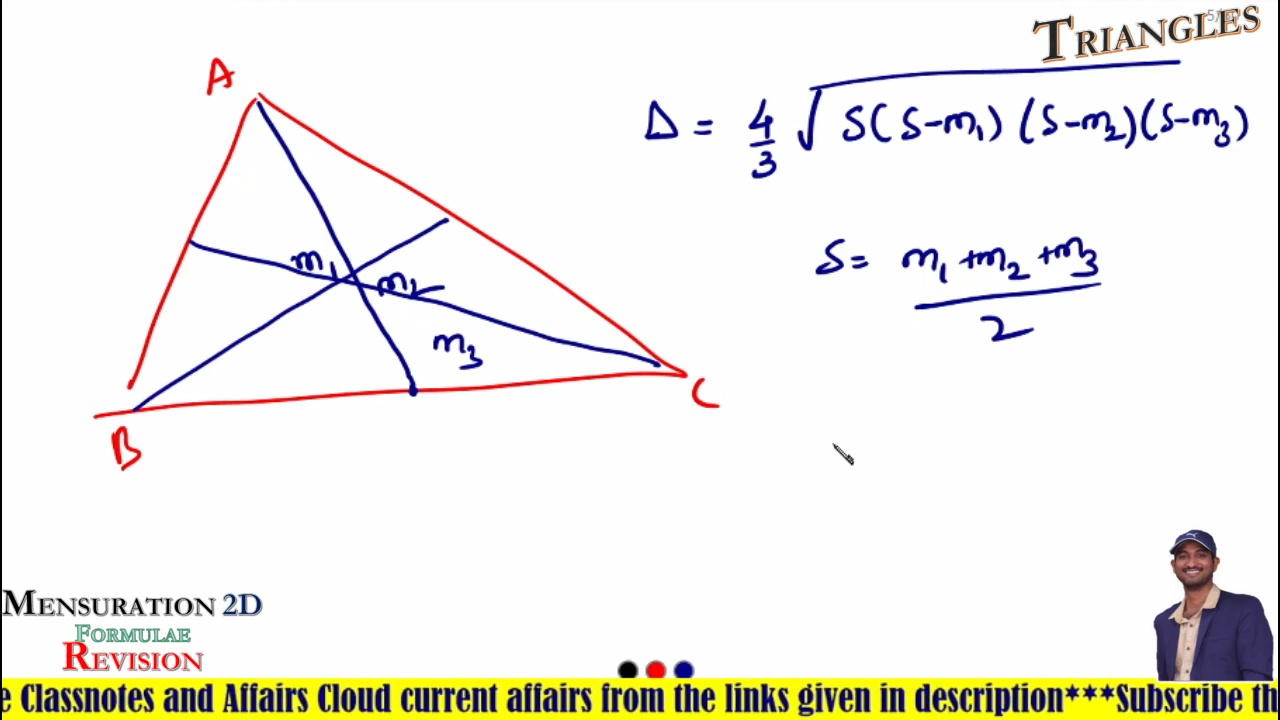 5/
TRIANGLES
A
Δ = 4/3 √S(S-m₁) (S-m₂)(S-m₃)
S = m₁ +m₂ +m₃ / 2
m₁
m₂
m₃
C
B
MENSURATION 2D
FORMULAE
REVISION
e Classnotes and Affairs Cloud current affairs from the links given in description***Subscribe th